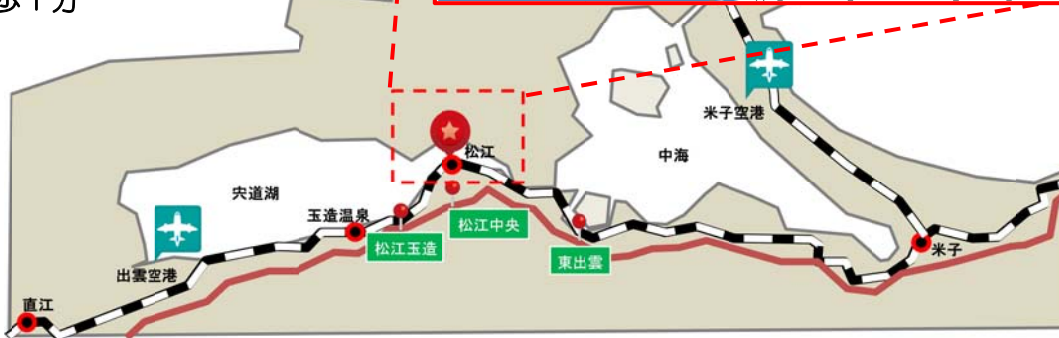 歩1分
米子空港
松江
中海
宍道湖
玉造温泉
松江中央
松江玉造
東出雲
米子
出雲空港
直江